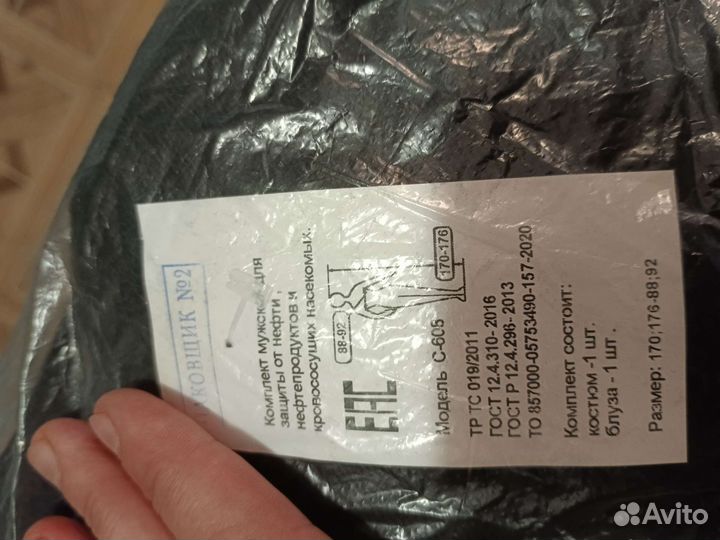 КОВЩИК №2
Комплект мужской для
защиты от нефти ,
нефтепродуктов и
кровососущих насекомых.
88-92
170-176
ЕАС
Модель С-605
ТР ТС 019/2011
ГОСТ 12.4.310- 2016
ГОСТ Р 12.4.296- 2013
ТО 857000-05753490-157-2020
Комплект состоит:
костюм -1 шт.
блуза - 1 шт .
Размер: 170;176-88;92
Avito